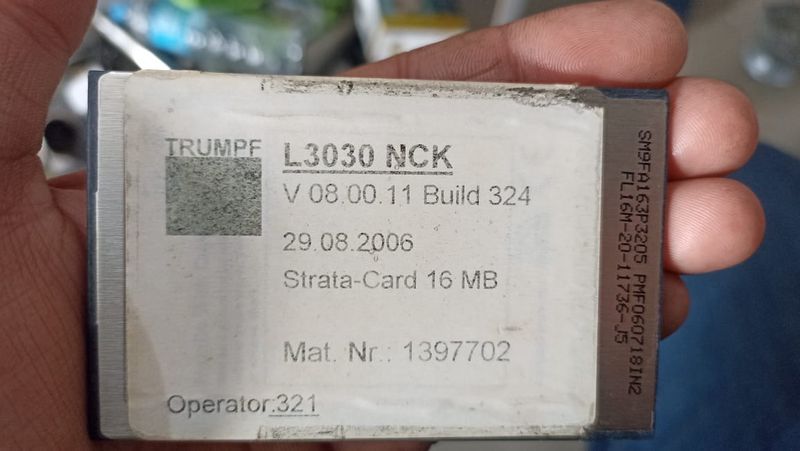 TRUMPF
L3030 NCK
V 08.00.11 Build 324
29.08.2006
Strata-Card 16 MB
Mat. Nr.: 1397702
Operator:321
SM9FA163P3205 PMF060718IN2
FL16M-20-11736-J5